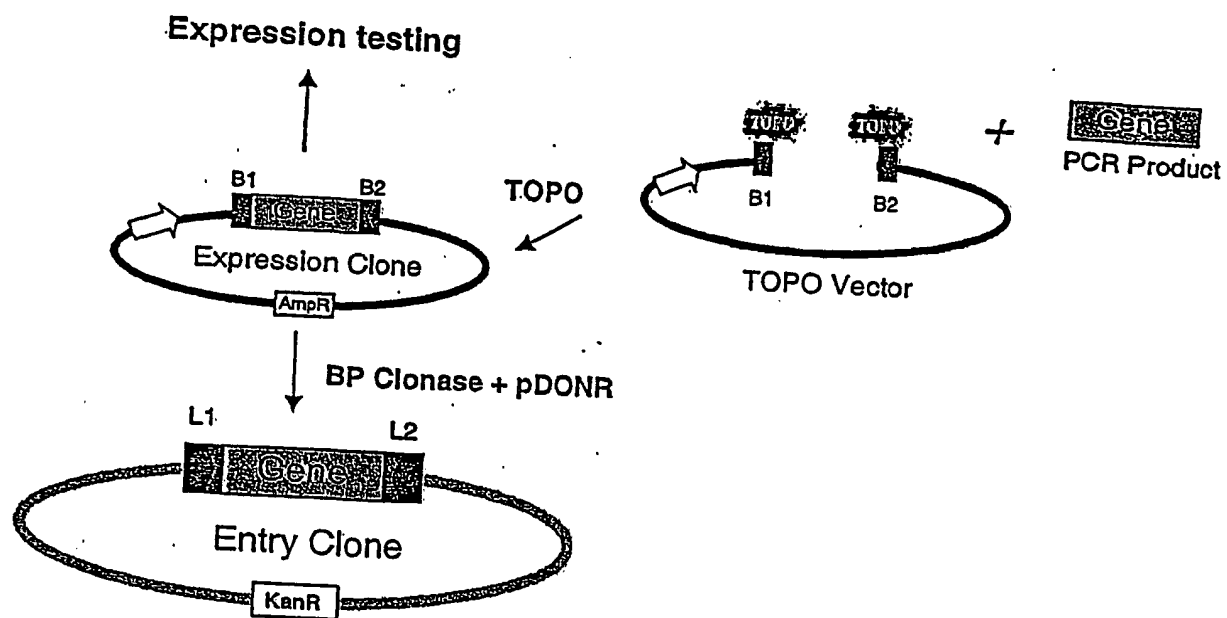 Expression testing
TOPO
TOPO
+
Gene
PCR Product
B1
B2
TOPO Vector
TOPO
B1
B2
Gene
Expression Clone
AmpR
BP Clonase + pDONR
L1
L2
Gene
Entry Clone
KanR